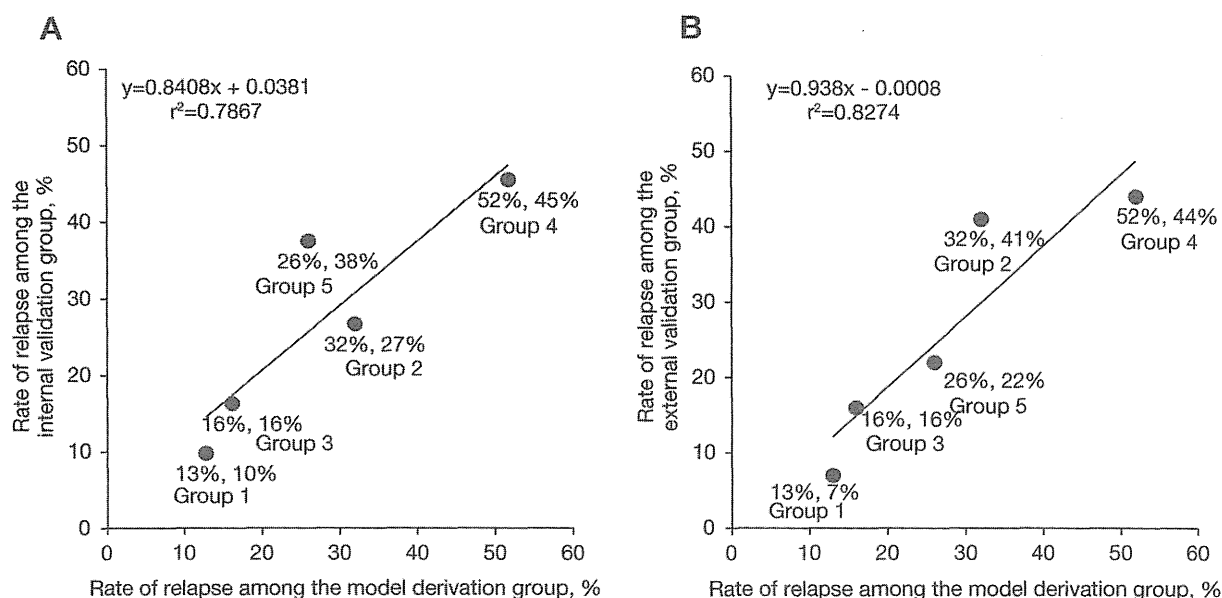 A
60
50
40
30
20
10
0
y=0.8408x + 0.0381
r²=0.7867
52%, 45%
Group 4
26%, 38%
Group 5
32%, 27%
Group 2
16%, 16%
Group 3
13%, 10%
Group 1
0 10 20 30 40 50 60
Rate of relapse among the
internal validation group, %
Rate of relapse among the model derivation group, %
B
60
50
40
30
20
10
0
y=0.938x - 0.0008
r²=0.8274
52%, 44%
Group 4
32%, 41%
Group 2
26%, 22%
Group 5
16%, 16%
Group 3
13%, 7%
Group 1
0 10 20 30 40 50 60
Rate of relapse among the
external validation group, %
Rate of relapse among the model derivation group, %